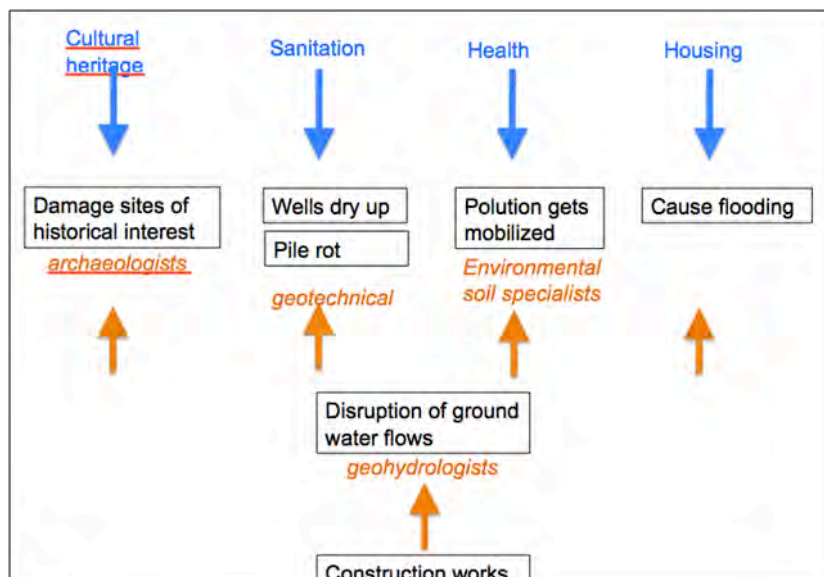 Cultural
heritage
Sanitation
Health
Housing
Damage sites of
historical interest
archaeologists
Wells dry up
Pile rot
geotechnical
Polution gets
mobilized
Environmental
soil specialists
Cause flooding
Disruption of ground
water flows
geohydrologists
Construction works